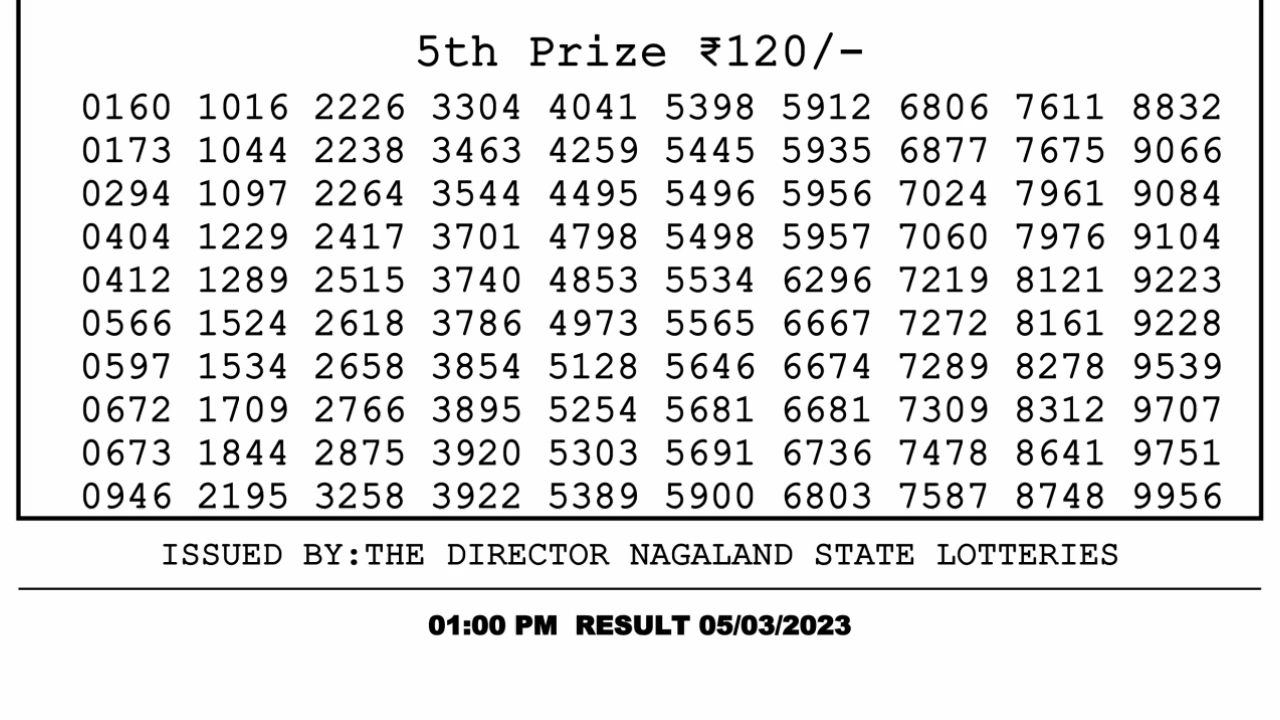 5th Prize ₹120/-
0160 1016 2226 3304 4041 5398 5912 6806 7611 8832
0173 1044 2238 3463 4259 5445 5935 6877 7675 9066
0294 1097 2264 3544 4495 5496 5956 7024 7961 9084
0404 1229 2417 3701 4798 5498 5957 7060 7976 9104
0412 1289 2515 3740 4853 5534 6296 7219 8121 9223
0566 1524 2618 3786 4973 5565 6667 7272 8161 9228
0597 1534 2658 3854 5128 5646 6674 7289 8278 9539
0672 1709 2766 3895 5254 5681 6681 7309 8312 9707
0673 1844 2875 3920 5303 5691 6736 7478 8641 9751
0946 2195 3258 3922 5389 5900 6803 7587 8748 9956
ISSUED BY:THE DIRECTOR NAGALAND STATE LOTTERIES
01:00 PM RESULT 05/03/2023